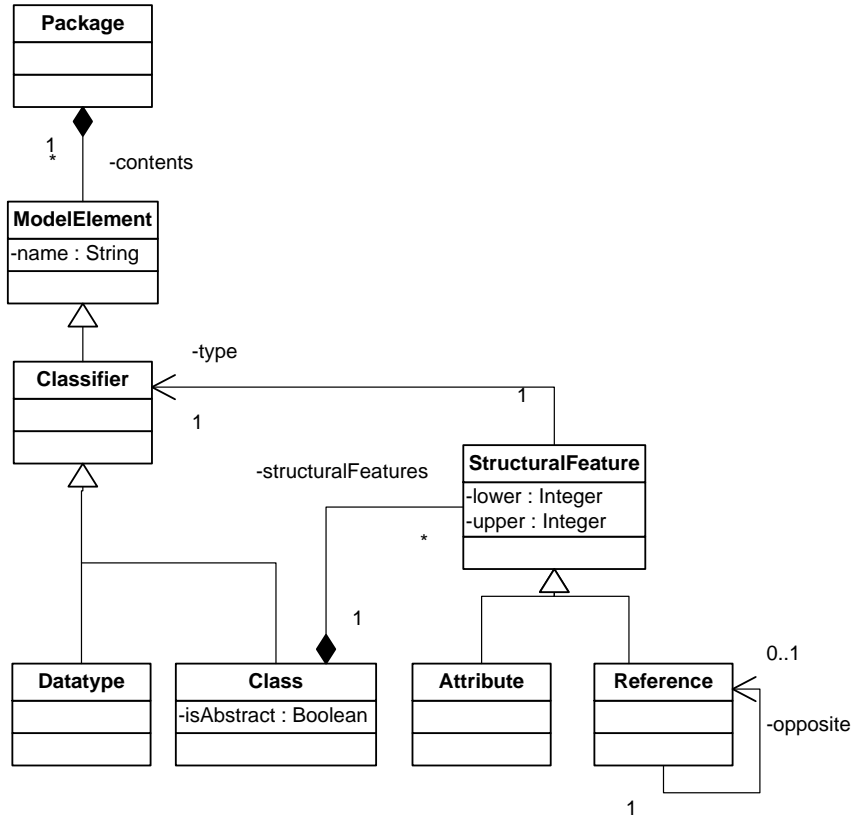 Package
1
*
-contents
ModelElement
-name : String
-type
Classifier
1
1
-structuralFeatures
StructuralFeature
-lower : Integer
-upper : Integer
*
1
0..1
Datatype
Class
Attribute
Reference
-isAbstract : Boolean
-opposite
1